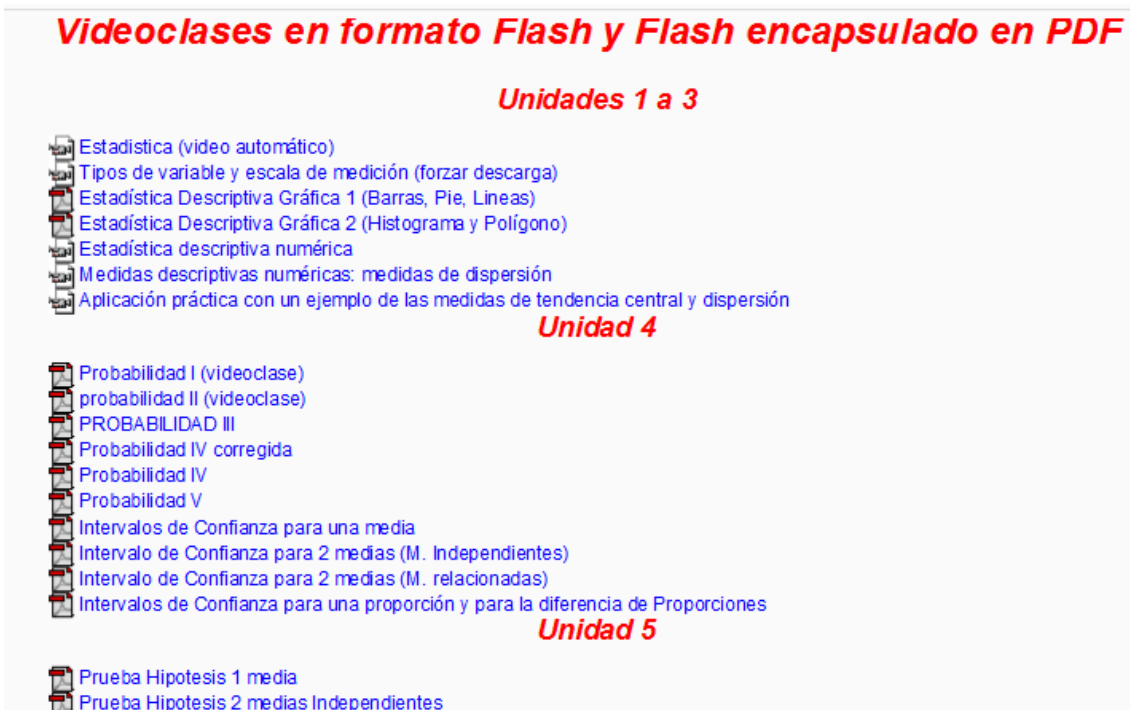 Videoclases en formato Flash y Flash encapsulado en PDF
Unidades 1 a 3
Estadistica (video automático)
Tipos de variable y escala de medición (forzar descarga)
Estadística Descriptiva Gráfica 1 (Barras, Pie, Lineas)
Estadística Descriptiva Gráfica 2 (Histograma y Polígono)
Estadística descriptiva numérica
Medidas descriptivas numéricas: medidas de dispersión
Aplicación práctica con un ejemplo de las medidas de tendencia central y dispersión
Unidad 4
Probabilidad I (videoclase)
probabilidad II (videoclase)
PROBABILIDAD III
Probabilidad IV corregida
Probabilidad IV
Probabilidad V
Intervalos de Confianza para una media
Intervalo de Confianza para 2 medias (M. Independientes)
Intervalo de Confianza para 2 medias (M. relacionadas)
Intervalos de Confianza para una proporción y para la diferencia de Proporciones
Unidad 5
Prueba Hipotesis 1 media
Prueba Hipotesis 2 medias Independientes